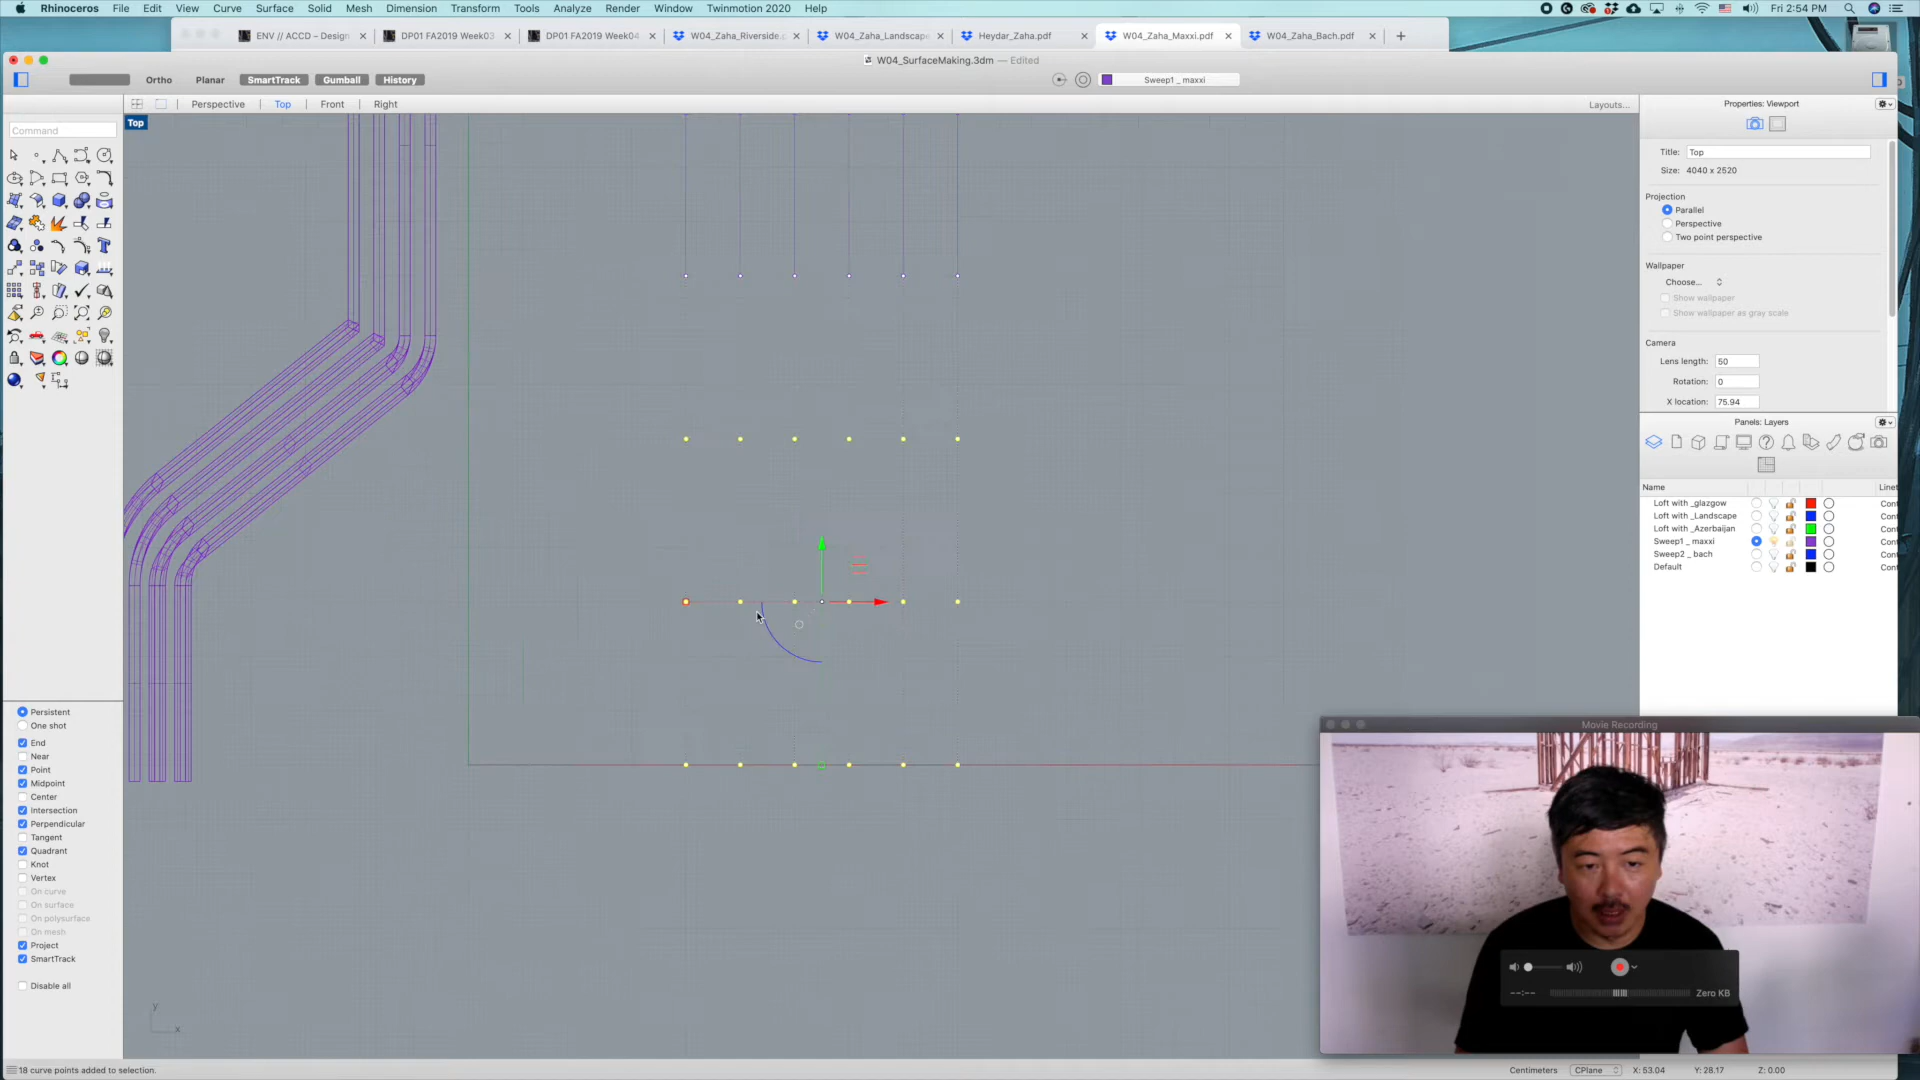 Rhinoceros File Edit View Curve Surface Solid Mesh Dimension Transform Tools Analyze Render Window Twinmotion 2020 Help Fri 2:54 PM
ENV // ACCD – Design DP01 FA2019 Week03 DP01 FA2019 Week04 W04_Zaha_Riverside. W04_Zaha_Landscape Heydar_Zaha.pdf W04_Zaha_Maxxi.pdf W04_Zaha_Bach.pdf
W04_SurfaceMaking.3dm — Edited
Ortho Planar SmartTrack Gumball History Sweep1 _ maxxi
Perspective Top Front Right Layouts...
Top
Command
Properties: Viewport
Title: Top
Size: 4040 x 2520
Projection
Parallel
Perspective
Two point perspective
Wallpaper
Choose...
Show wallpaper
Show wallpaper as gray scale
Camera
Lens length: 50
Rotation: 0
X location: 75.94
Panels: Layers
Name Linet
Loft with _glazgow Cont
Loft with _Landscape Cont
Loft with _Azerbaijan Cont
Sweep1 _ maxxi Cont
Sweep2 _ bach Cont
Default Cont
Persistent
One shot
End
Near
Point
Midpoint
Center
Intersection
Perpendicular
Tangent
Quadrant
Knot
Vertex
On curve
On surface
On polysurface
On mesh
Project
SmartTrack
Disable all
y
x
Movie Recording
--:-- Zero KB
18 curve points added to selection.
Centimeters CPlane X: 53.04 Y: 28.17 Z: 0.00